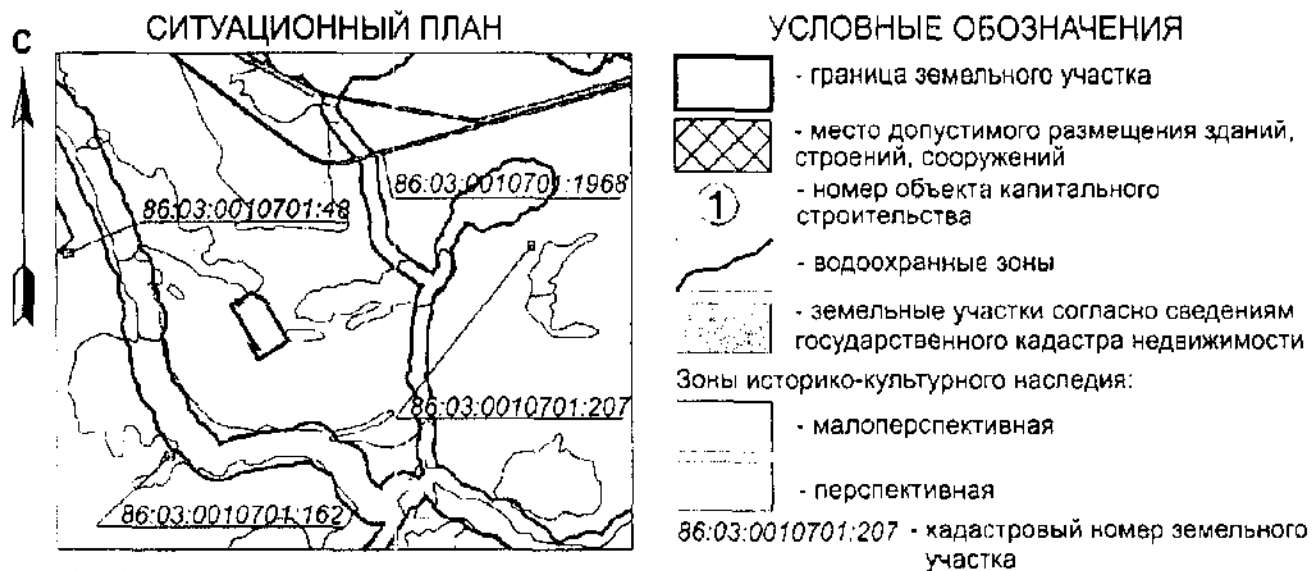 СИТУАЦИОННЫЙ ПЛАН
С
86:03:0010701:1968
86:03:0010701:48
86:03:0010701:207
86:03:0010701:162
УСЛОВНЫЕ ОБОЗНАЧЕНИЯ
- граница земельного участка
- место допустимого размещения зданий,
строений, сооружений
1
- номер объекта капитального
строительства
- водоохранные зоны
- земельные участки согласно сведениям
государственного кадастра недвижимости
Зоны историко-культурного наследия:
- малоперспективная
- перспективная
86:03:0010701:207 - кадастровый номер земельного
участка